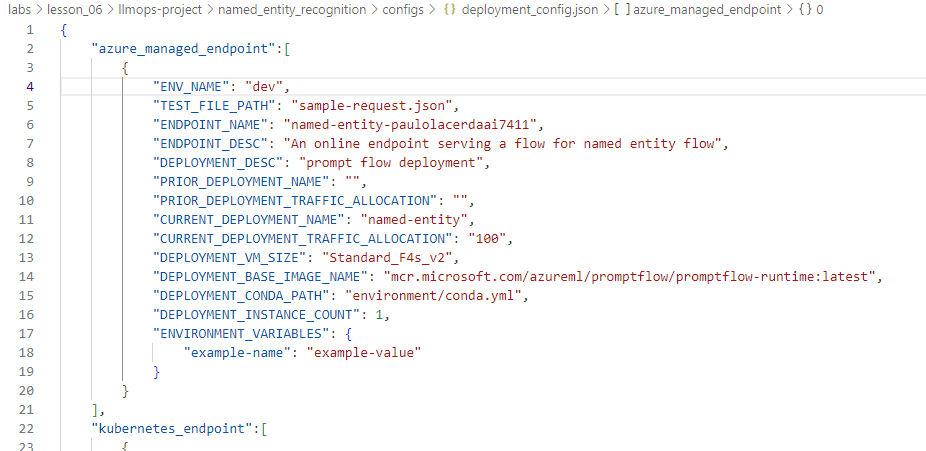 labs > lesson_06 > llmops-project > named_entity_recognition > configs > {} deployment_config.json > [ ] azure_managed_endpoint > {} 0
1 {
2 "azure_managed_endpoint":[
3 {
4 "ENV_NAME": "dev",
5 "TEST_FILE_PATH": "sample-request.json",
6 "ENDPOINT_NAME": "named-entity-paulolacerdaai7411",
7 "ENDPOINT_DESC": "An online endpoint serving a flow for named entity flow",
8 "DEPLOYMENT_DESC": "prompt flow deployment",
9 "PRIOR_DEPLOYMENT_NAME": "",
10 "PRIOR_DEPLOYMENT_TRAFFIC_ALLOCATION": "",
11 "CURRENT_DEPLOYMENT_NAME": "named-entity",
12 "CURRENT_DEPLOYMENT_TRAFFIC_ALLOCATION": "100",
13 "DEPLOYMENT_VM_SIZE": "Standard_F4s_v2",
14 "DEPLOYMENT_BASE_IMAGE_NAME": "mcr.microsoft.com/azureml/promptflow/promptflow-runtime:latest",
15 "DEPLOYMENT_CONDA_PATH": "environment/conda.yml",
16 "DEPLOYMENT_INSTANCE_COUNT": 1,
17 "ENVIRONMENT_VARIABLES": {
18 "example-name": "example-value"
19 }
20 }
21 ],
22 "kubernetes_endpoint":[
23 {